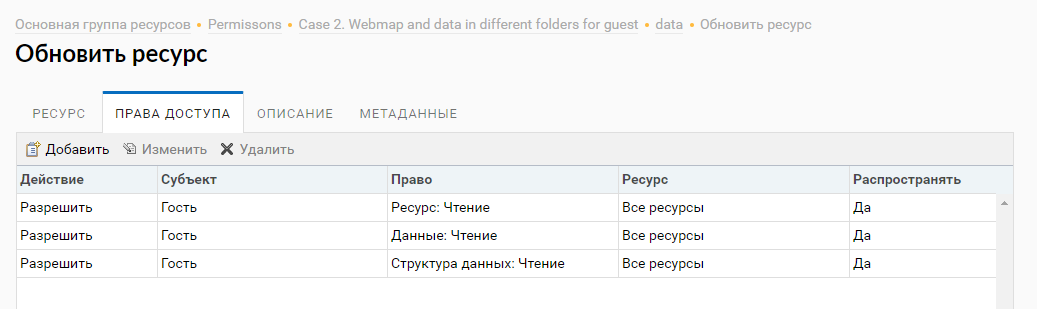 Основная группа ресурсов • Permissons • Case 2. Webmap and data in different folders for guest • data • Обновить ресурс
Обновить ресурс
РЕСУРС ПРАВА ДОСТУПА ОПИСАНИЕ МЕТАДАННЫЕ
Добавить Изменить Удалить
Действие Субъект Право Ресурс Распространять
Разрешить Гость Ресурс: Чтение Все ресурсы Да
Разрешить Гость Данные: Чтение Все ресурсы Да
Разрешить Гость Структура данных: Чтение Все ресурсы Да